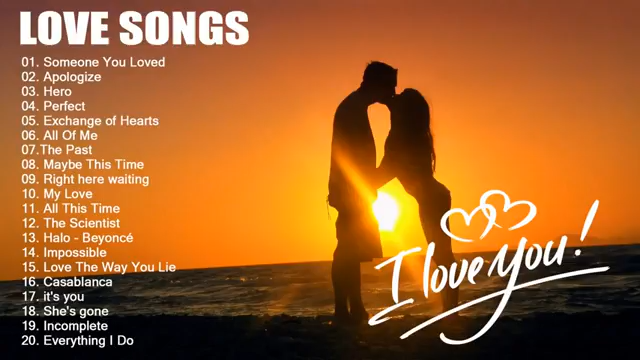 LOVE SONGS
01. Someone You Loved
02. Apologize
03. Hero
04. Perfect
05. Exchange of Hearts
06. All Of Me
07.The Past
08. Maybe This Time
09. Right here waiting
10. My Love
11. All This Time
12. The Scientist
13. Halo - Beyoncé
14. Impossible
15. Love The Way You Lie
16. Casablanca
17. it's you
18. She's gone
19. Incomplete
20. Everything I Do
I love you!